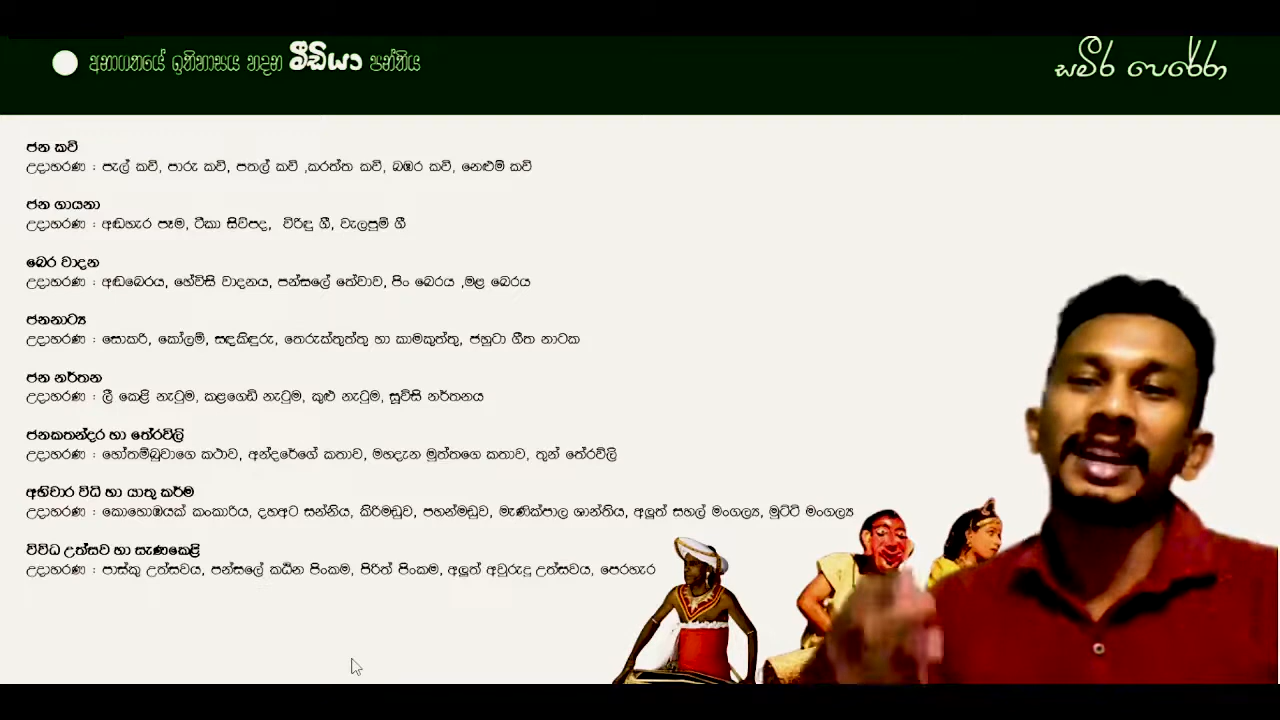 අනාගතයේ ඉතිහාසය හදන මීඩියා පන්තිය
සමීර පෙරේරා
ජන කවි
උදාහරණ : පැල් කවි, පාරු කවි, පතල් කවි ,කරත්ත කවි, බඹර කවි, නෙළුම් කවි
ජන ගායනා
උදාහරණ : අඬහැර පෑම, ටීකා සිව්පද, විරිඳු ගී, වැලපුම් ගී
බෙර වාදන
උදාහරණ : අඬබෙරය, හේවිසි වාදනය, පන්සලේ තේවාව, පිං බෙරය ,මළ බෙරය
ජනනාට්‍ය
උදාහරණ : සොකරි, කෝලම්, සඳකිඳුරු, තෙරුක්තුත්තු හා කාමකුත්තු, ජහුටා ගීත නාටක
ජන නර්තන
උදාහරණ : ලී කෙළි නැටුම, කළගෙඩි නැටුම, කුළු නැටුම, සූවිසි නර්තනය
ජනකතන්දර හා තේරවිලි
උදාහරණ : හෝතම්බුවාගෙ කථාව, අන්දරේගේ කතාව, මහදැන මුත්තගෙ කතාව, තුන් තේරවිලි
අභිචාර විධි හා යාතු කර්ම
උදාහරණ : කොහොඹයක් කංකාරිය, දහඅට සන්නිය, කිරිමඩුව, පහන්මඩුව, මැණික්පාල ශාන්තිය, අලුත් සහල් මංගල්‍ය, මුට්ටි මංගල්‍ය
විවිධ උත්සව හා සැණකෙළි
උදාහරණ : පාස්කු උත්සවය, පන්සලේ කඨින පිංකම, පිරිත් පිංකම, අලුත් අවුරුදු උත්සවය, පෙරහැර